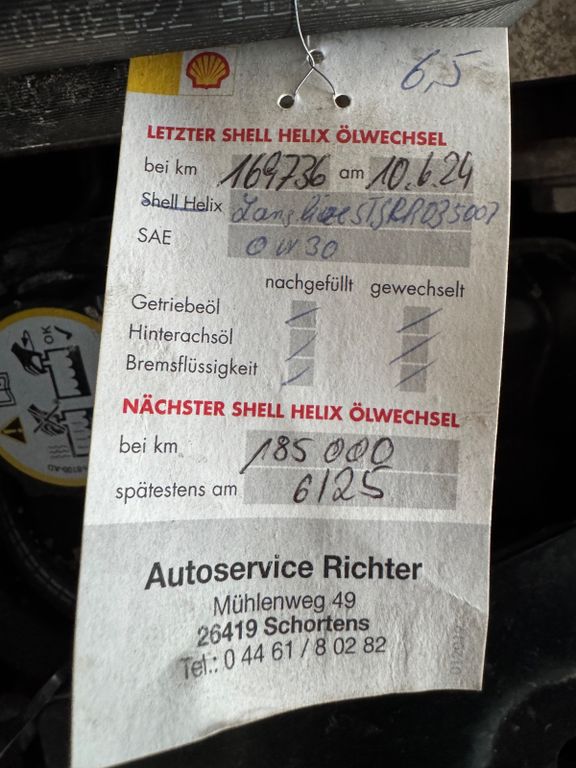 6,5
LETZTER SHELL HELIX ÖLWECHSEL
bei km 169736 am 10.6.24
Shell Helix Longlife
SAE 0W30
nachgefüllt gewechselt
Getriebeöl
Hinterachsöl
Bremsflüssigkeit
NÄCHSTER SHELL HELIX ÖLWECHSEL
bei km 185000
spätestens am 6/25
Autoservice Richter
Mühlenweg 49
26419 Schortens
Tel.: 0 44 61 / 8 02 82
OK